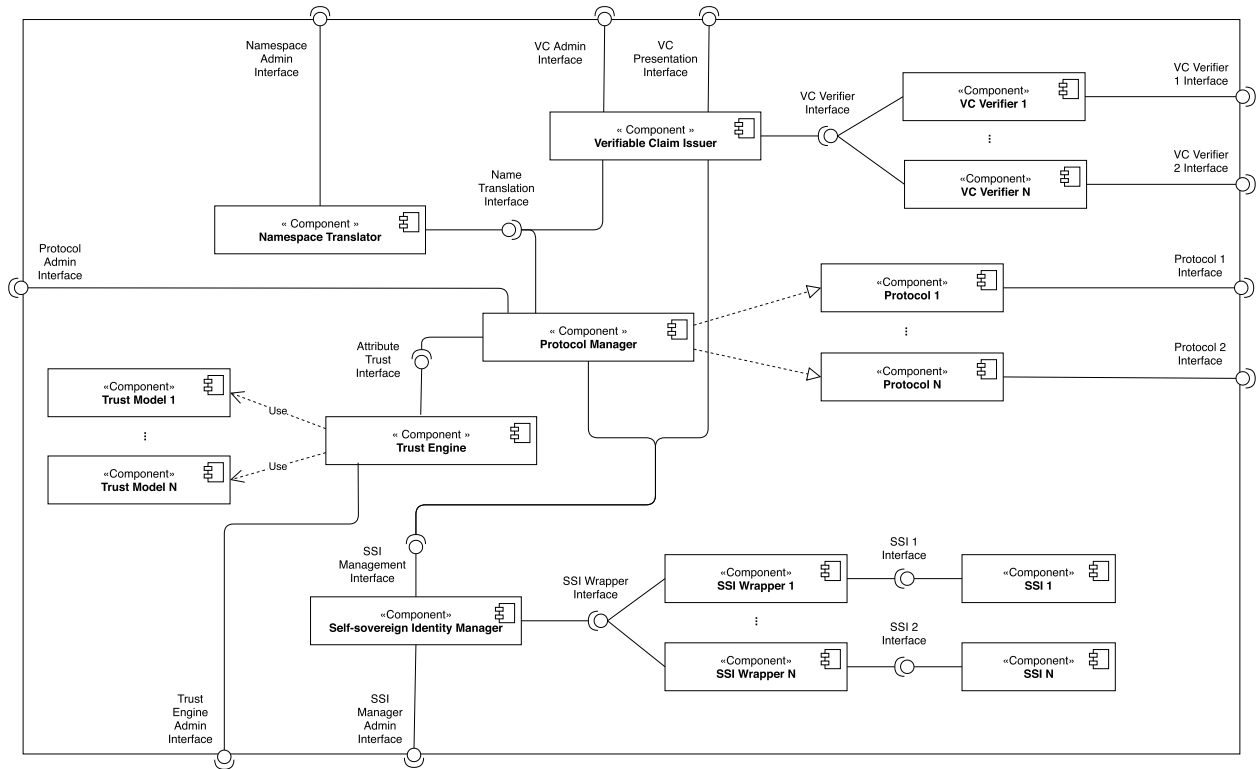 Namespace
Admin
Interface
VC Admin
Interface
VC
Presentation
Interface
VC Verifier
1 Interface
VC Verifier
Interface
«Component»
VC Verifier 1
...
« Component »
Verifiable Claim Issuer
VC Verifier
2 Interface
«Component»
VC Verifier N
Name
Translation
Interface
« Component »
Namespace Translator
Protocol
Admin
Interface
Protocol 1
Interface
«Component»
Protocol 1
...
« Component »
Protocol Manager
Attribute
Trust
Interface
Protocol 2
Interface
«Component»
Protocol N
«Component»
Trust Model 1
Use
...
« Component »
Trust Engine
Use
«Component»
Trust Model N
SSI
Management
Interface
SSI Wrapper
Interface
SSI 1
Interface
«Component»
SSI Wrapper 1
«Component»
SSI 1
...
«Component»
Self-sovereign Identity Manager
SSI 2
Interface
«Component»
SSI Wrapper N
«Component»
SSI N
Trust
Engine
Admin
Interface
SSI
Manager
Admin
Interface